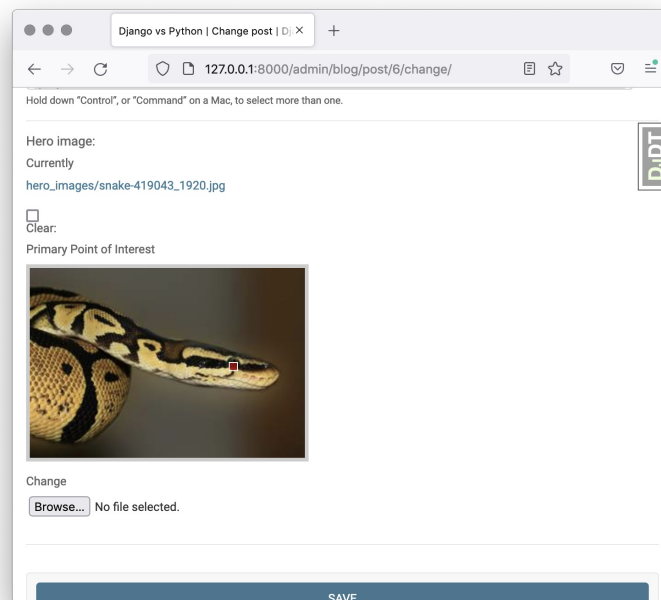 Django vs Python | Change post | Dj
127.0.0.1:8000/admin/blog/post/6/change/
Hold down “Control”, or “Command” on a Mac, to select more than one.
Hero image:
DjDT
Currently
hero_images/snake-419043_1920.jpg
Clear:
Primary Point of Interest
Change
Browse... No file selected.
SAVE